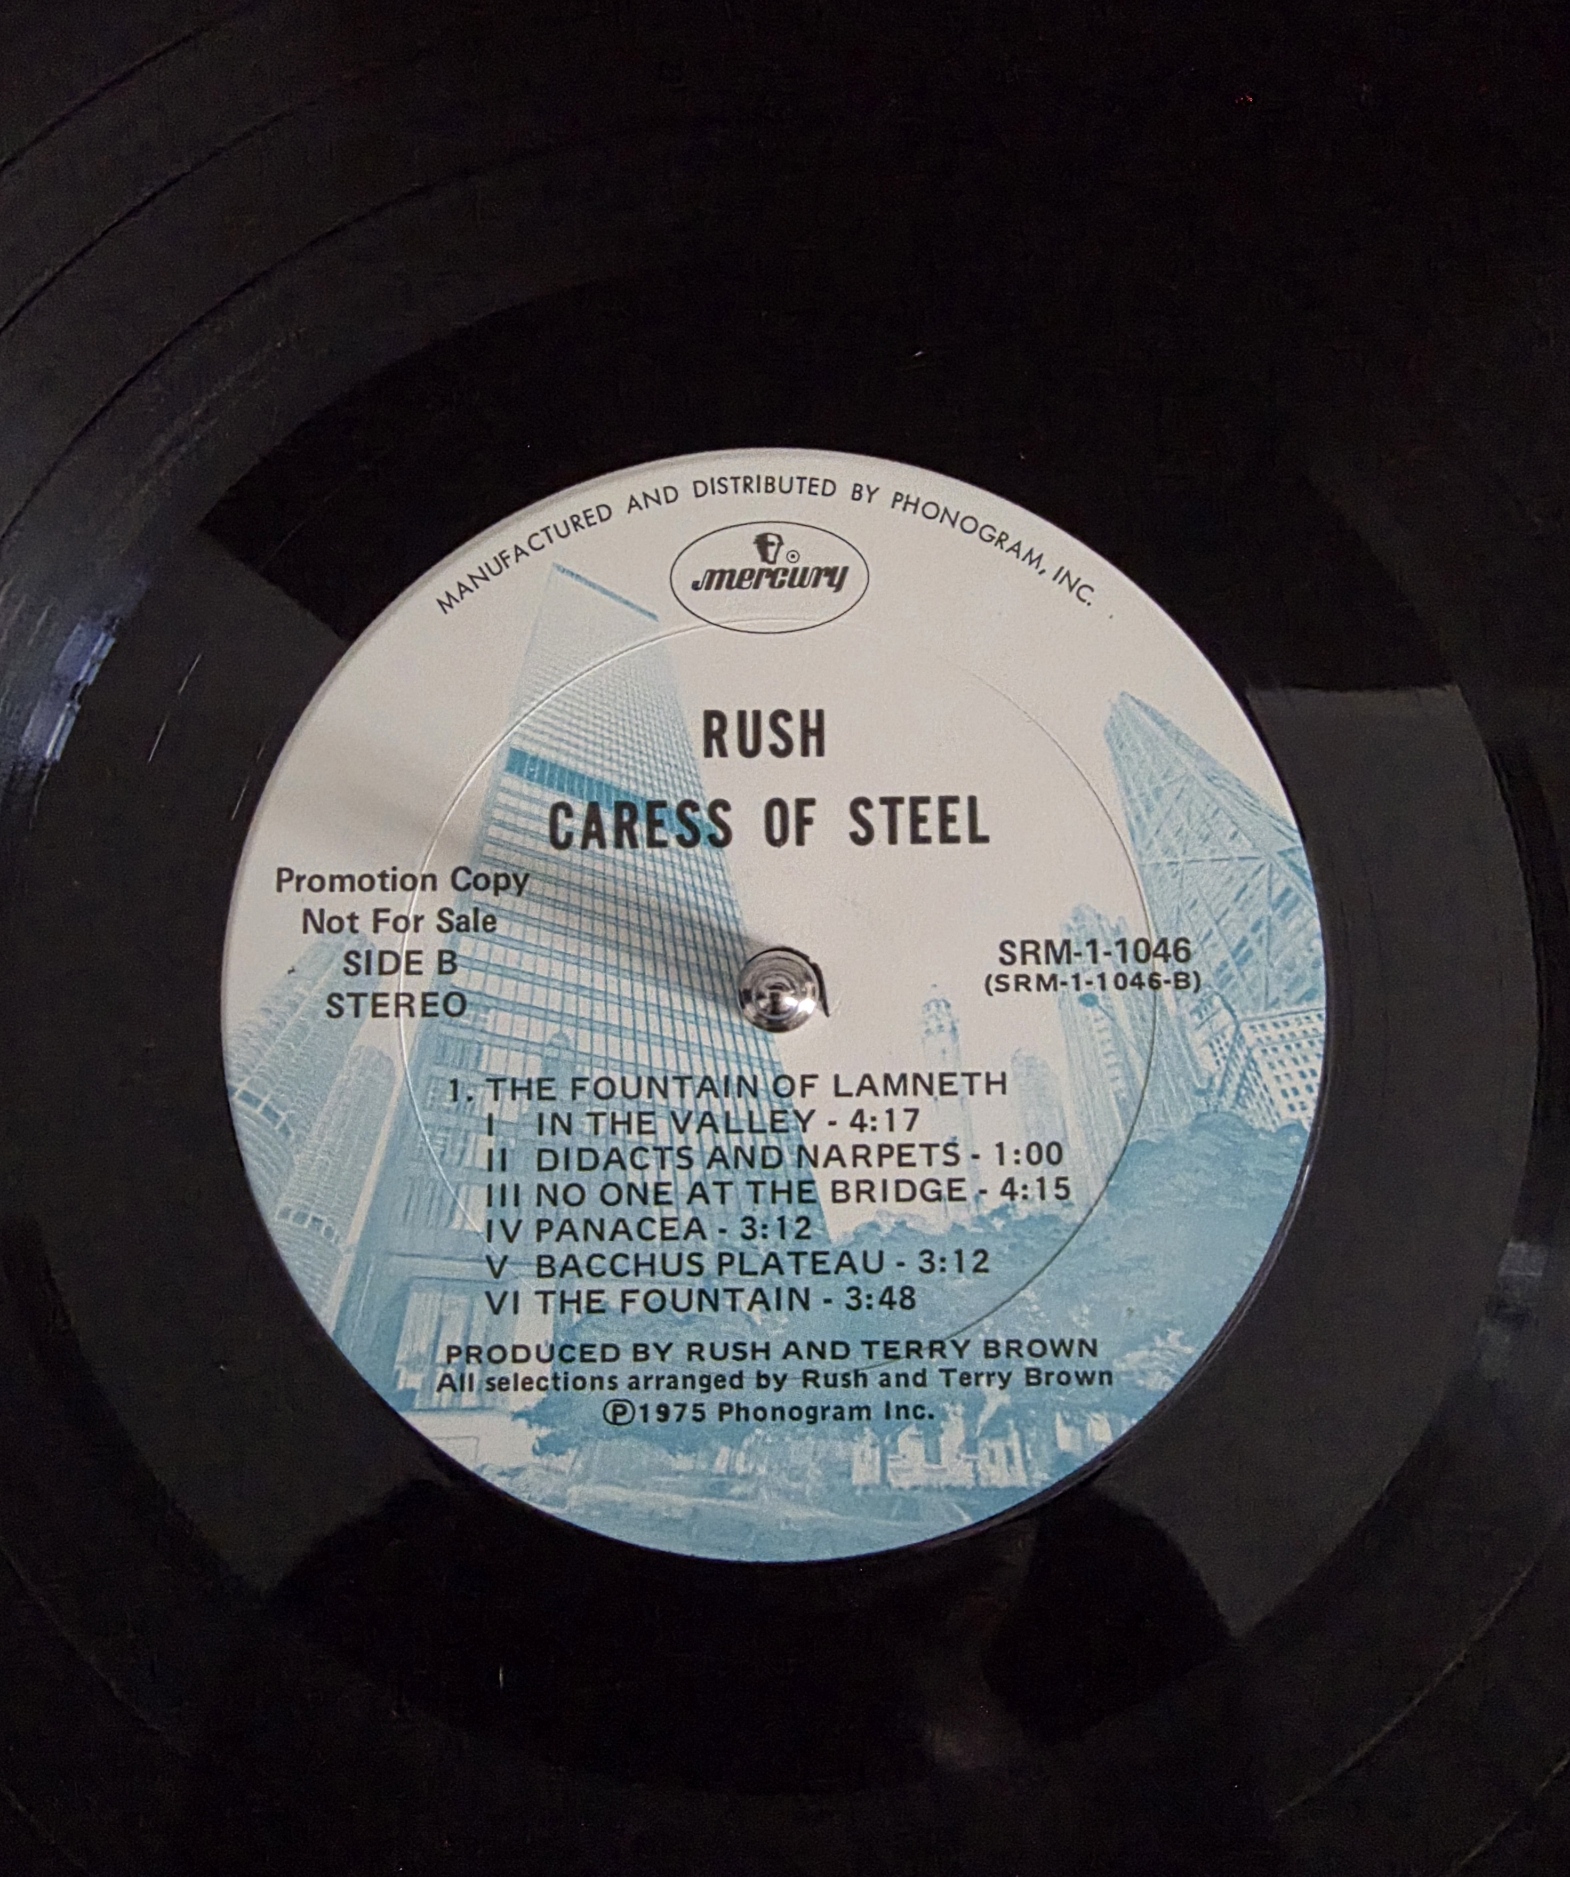 MANUFACTURED AND DISTRIBUTED BY PHONOGRAM, INC.
mercury
RUSH
CARESS OF STEEL
Promotion Copy
Not For Sale
SIDE B
STEREO
SRM-1-1046
(SRM-1-1046-B)
1. THE FOUNTAIN OF LAMNETH
I IN THE VALLEY - 4:17
II DIDACTS AND NARPETS - 1:00
III NO ONE AT THE BRIDGE - 4:15
IV PANACEA - 3:12
V BACCHUS PLATEAU - 3:12
VI THE FOUNTAIN - 3:48
PRODUCED BY RUSH AND TERRY BROWN
All selections arranged by Rush and Terry Brown
Ⓟ1975 Phonogram Inc.